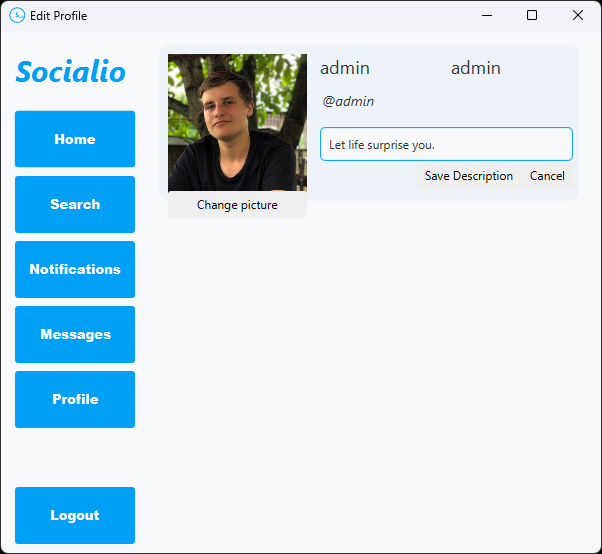 Edit Profile
Socialio
Home
Search
Notifications
Messages
Profile
Logout
admin admin
@admin
Let life surprise you.
Save Description Cancel
Change picture